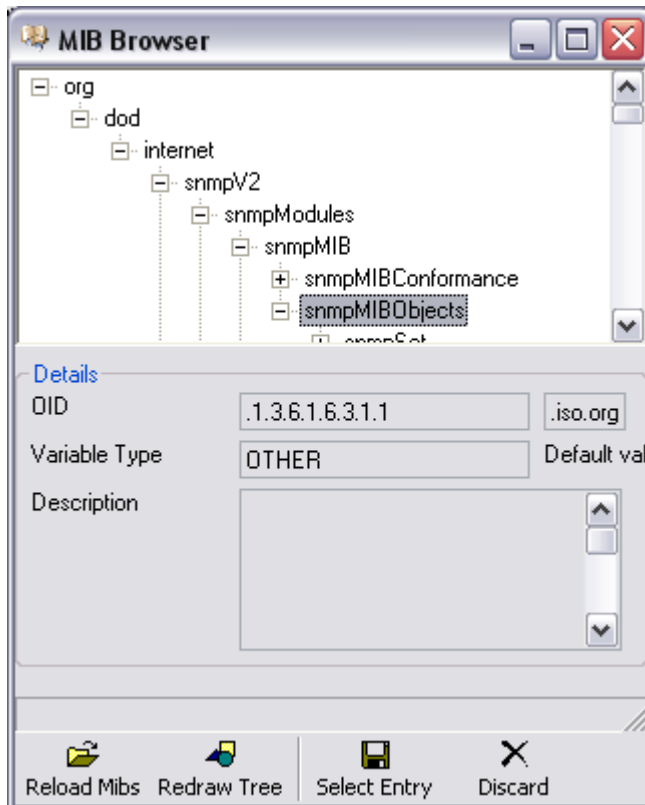 MIB Browser
org
dod
internet
snmpV2
snmpModules
snmpMIB
snmpMIBConformance
snmpMIBObjects
snmpSet
Details
OID .1.3.6.1.6.3.1.1 .iso.org
Variable Type OTHER Default val
Description
Reload Mibs Redraw Tree Select Entry Discard